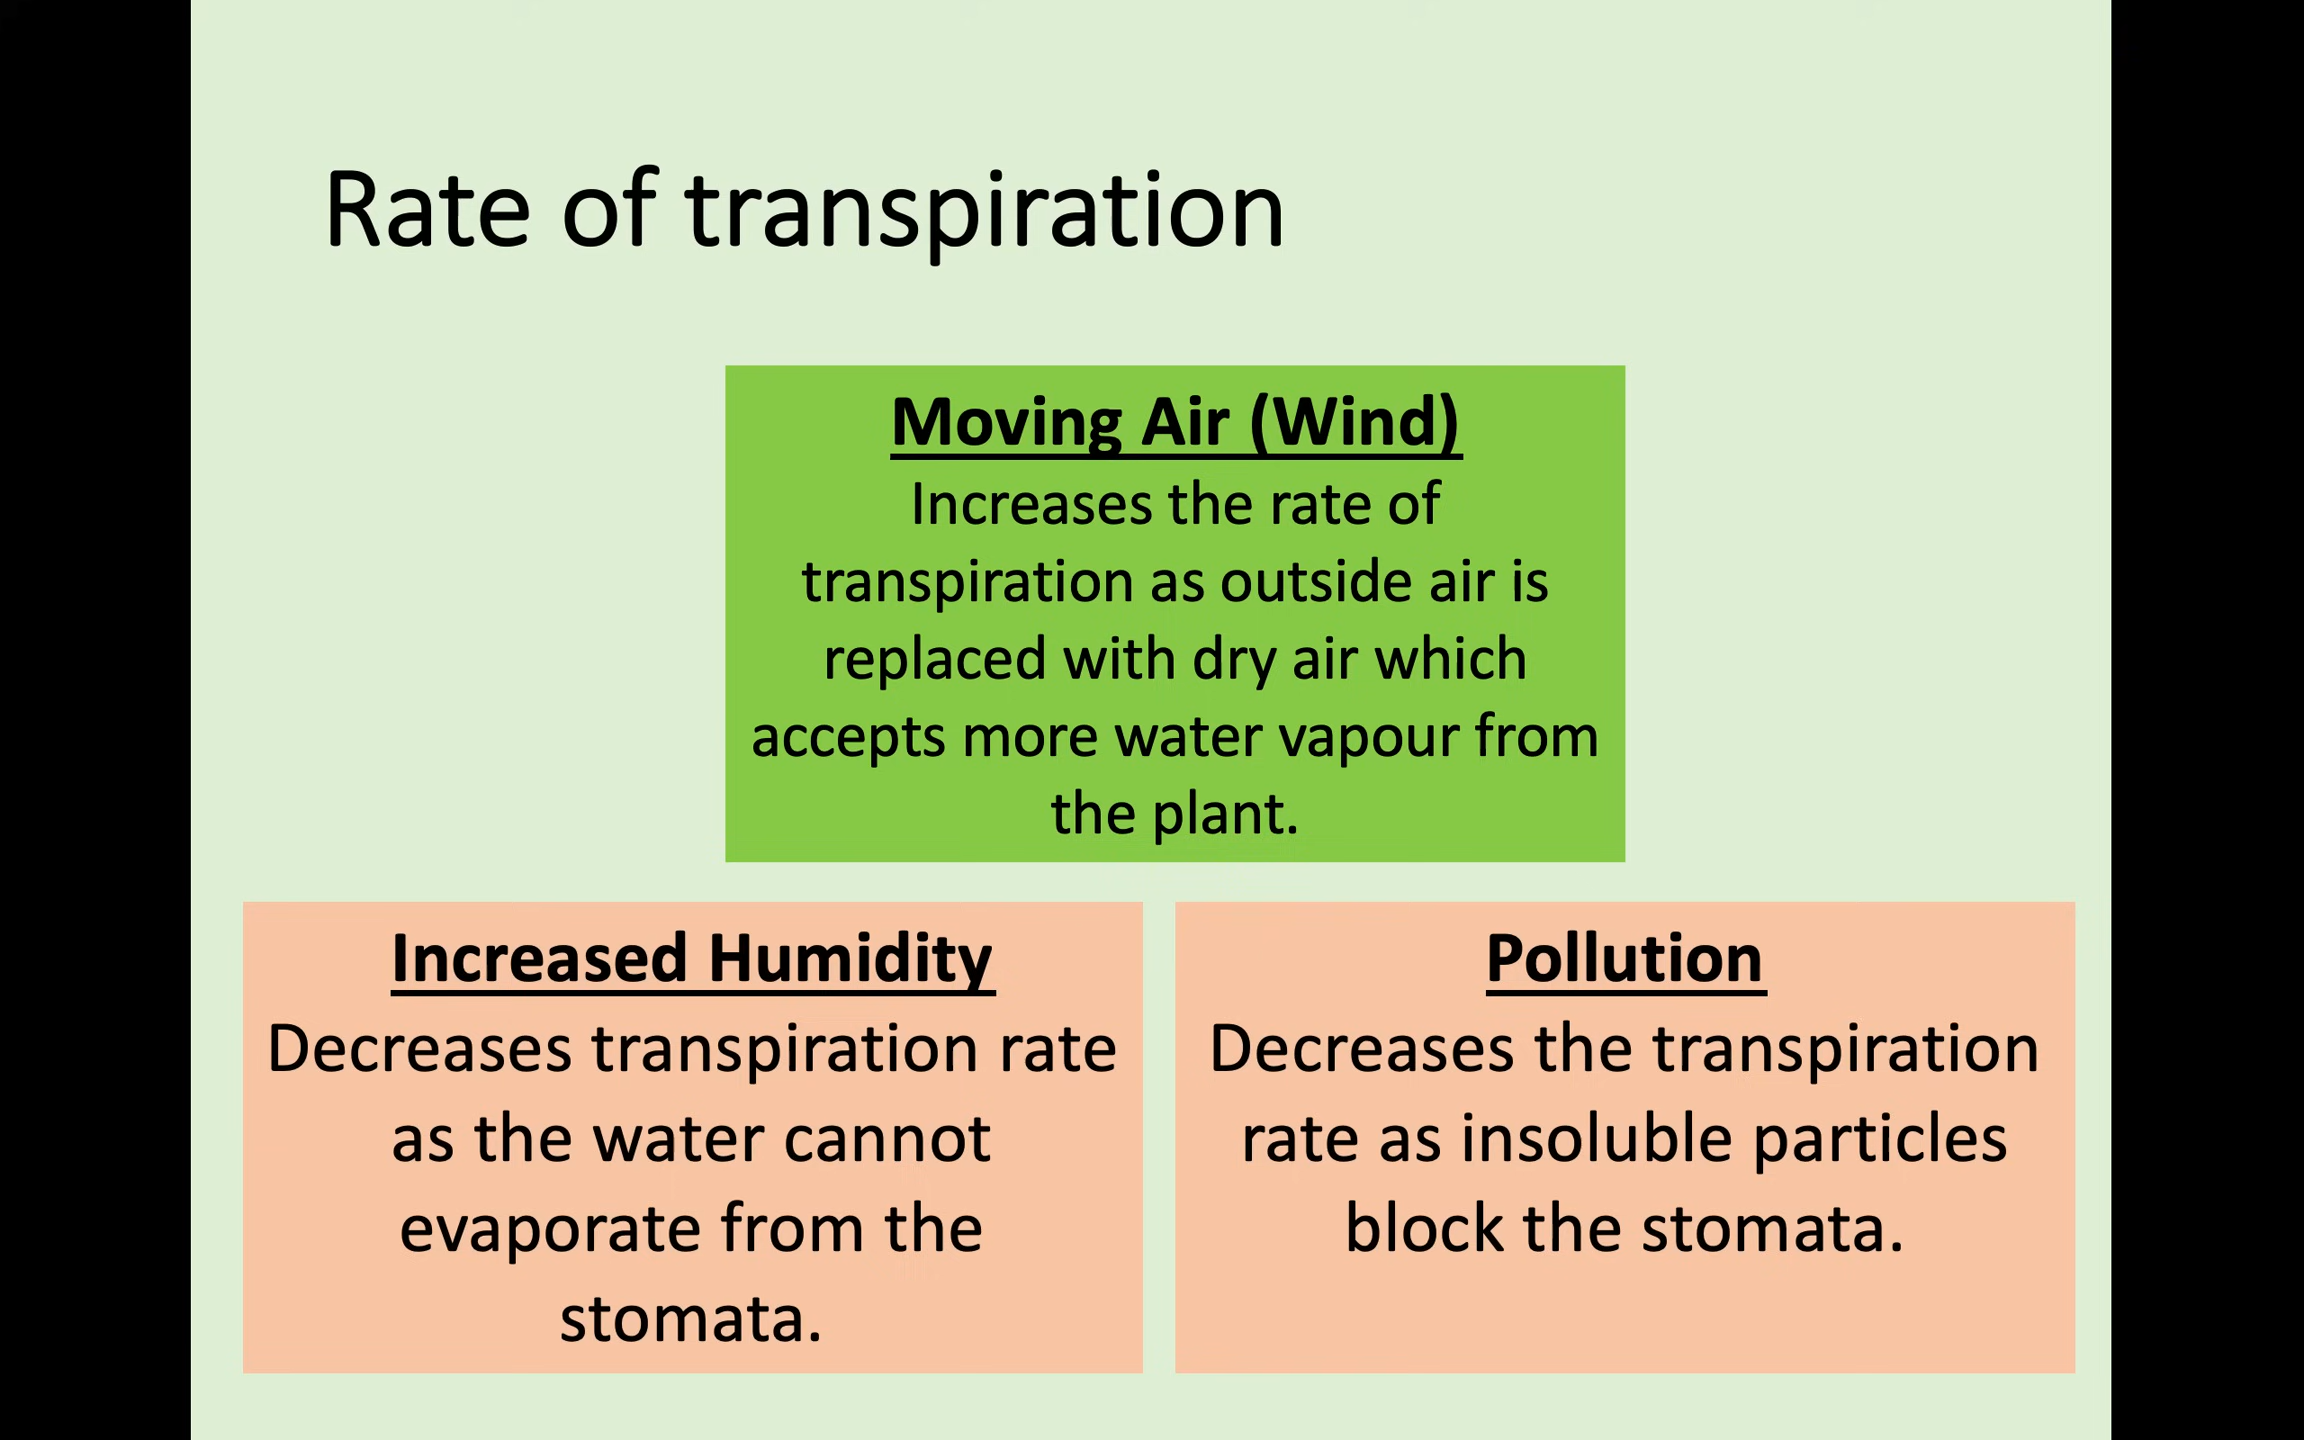 Rate of transpiration
Moving Air (Wind)
Increases the rate of
transpiration as outside air is
replaced with dry air which
accepts more water vapour from
the plant.
Increased Humidity
Decreases transpiration rate
as the water cannot
evaporate from the
stomata.
Pollution
Decreases the transpiration
rate as insoluble particles
block the stomata.